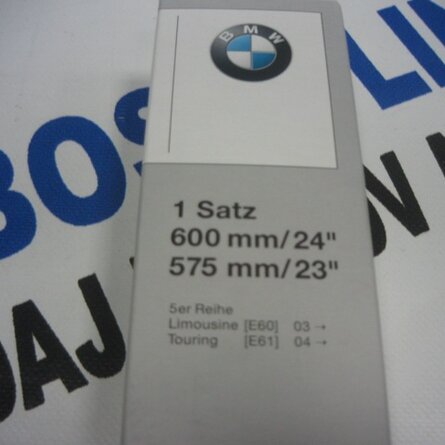 BMW
1 Satz
600 mm/24"
575 mm/23"
5er Reihe
Limousine [E60] 03 →
Touring [E61] 04 →